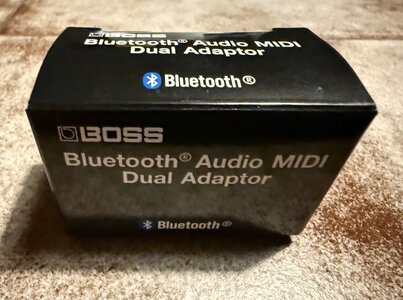 Bluetooth® Audio MIDI
Dual Adaptor
Bluetooth®
BOSS
Bluetooth® Audio MIDI
Dual Adaptor
Bluetooth®